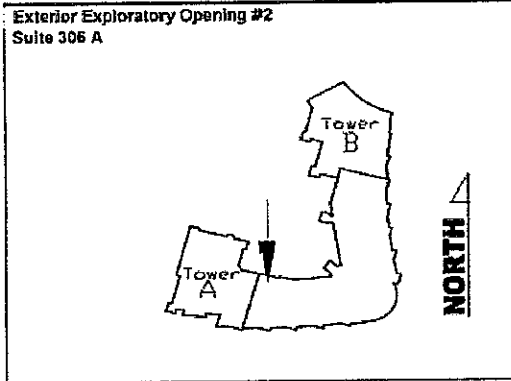 Exterior Exploratory Opening #2
Suite 306 A
Tower
B
Tower
A
NORTH